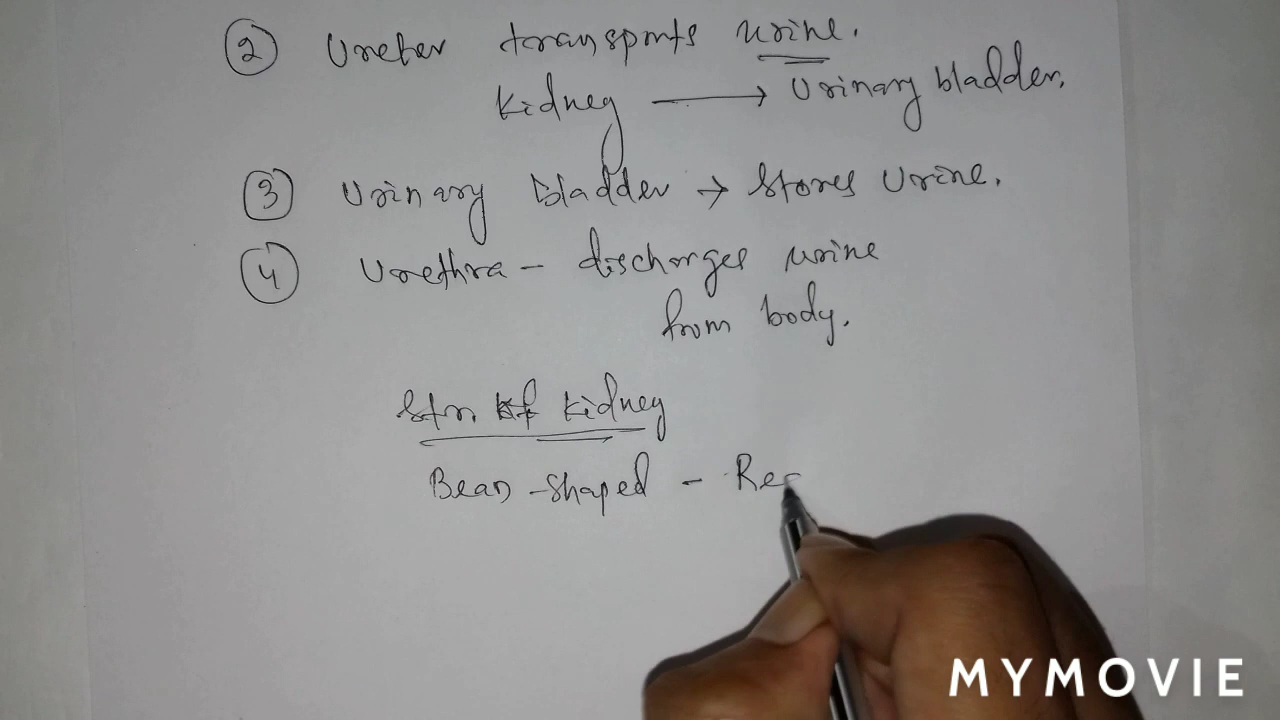 ② Ureter transports urine.
Kidney → Urinary bladder.
③ Urinary bladder → Stores Urine.
④ Urethra - discharges urine
from body.
Str of Kidney
Bean - shaped -
MYMOVIE